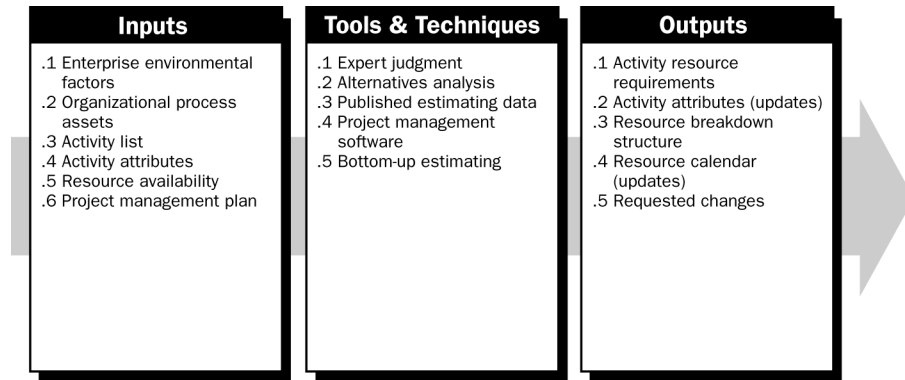 Inputs
.1 Enterprise environmental
factors
.2 Organizational process
assets
.3 Activity list
.4 Activity attributes
.5 Resource availability
.6 Project management plan
Tools & Techniques
.1 Expert judgment
.2 Alternatives analysis
.3 Published estimating data
.4 Project management
software
.5 Bottom-up estimating
Outputs
.1 Activity resource
requirements
.2 Activity attributes (updates)
.3 Resource breakdown
structure
.4 Resource calendar
(updates)
.5 Requested changes